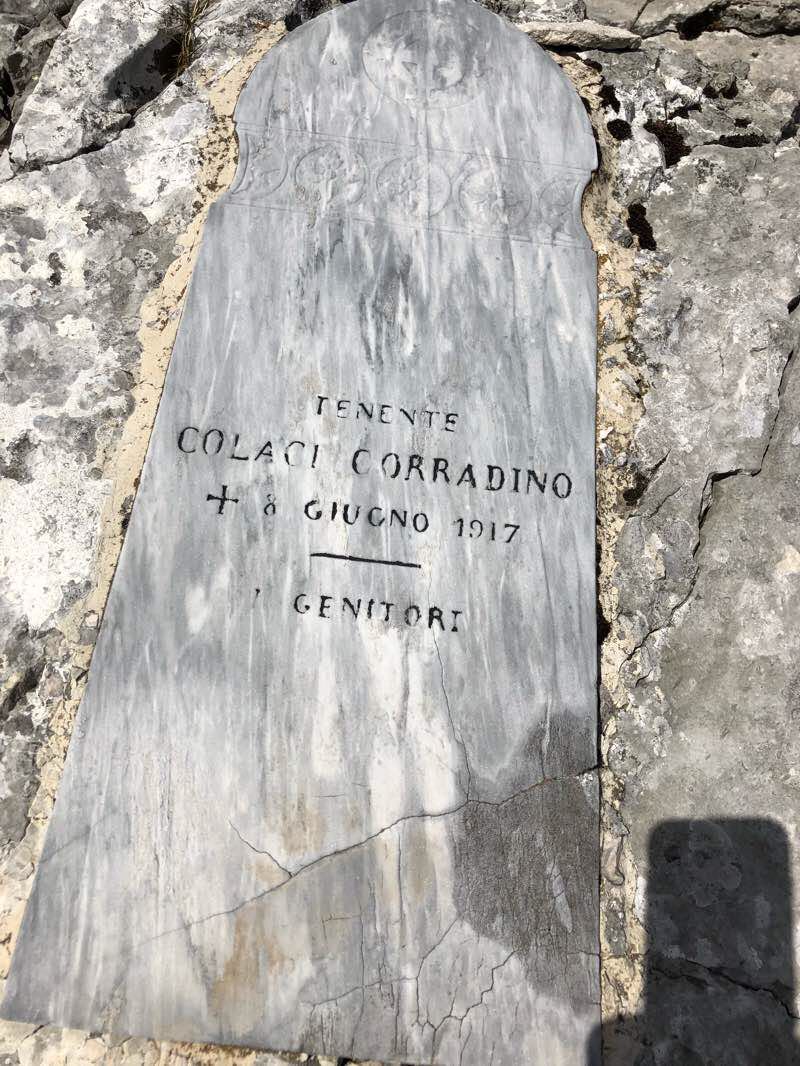 TENENTE
COLACI CORRADINO
+ 8 GIUGNO 1917
I GENITORI